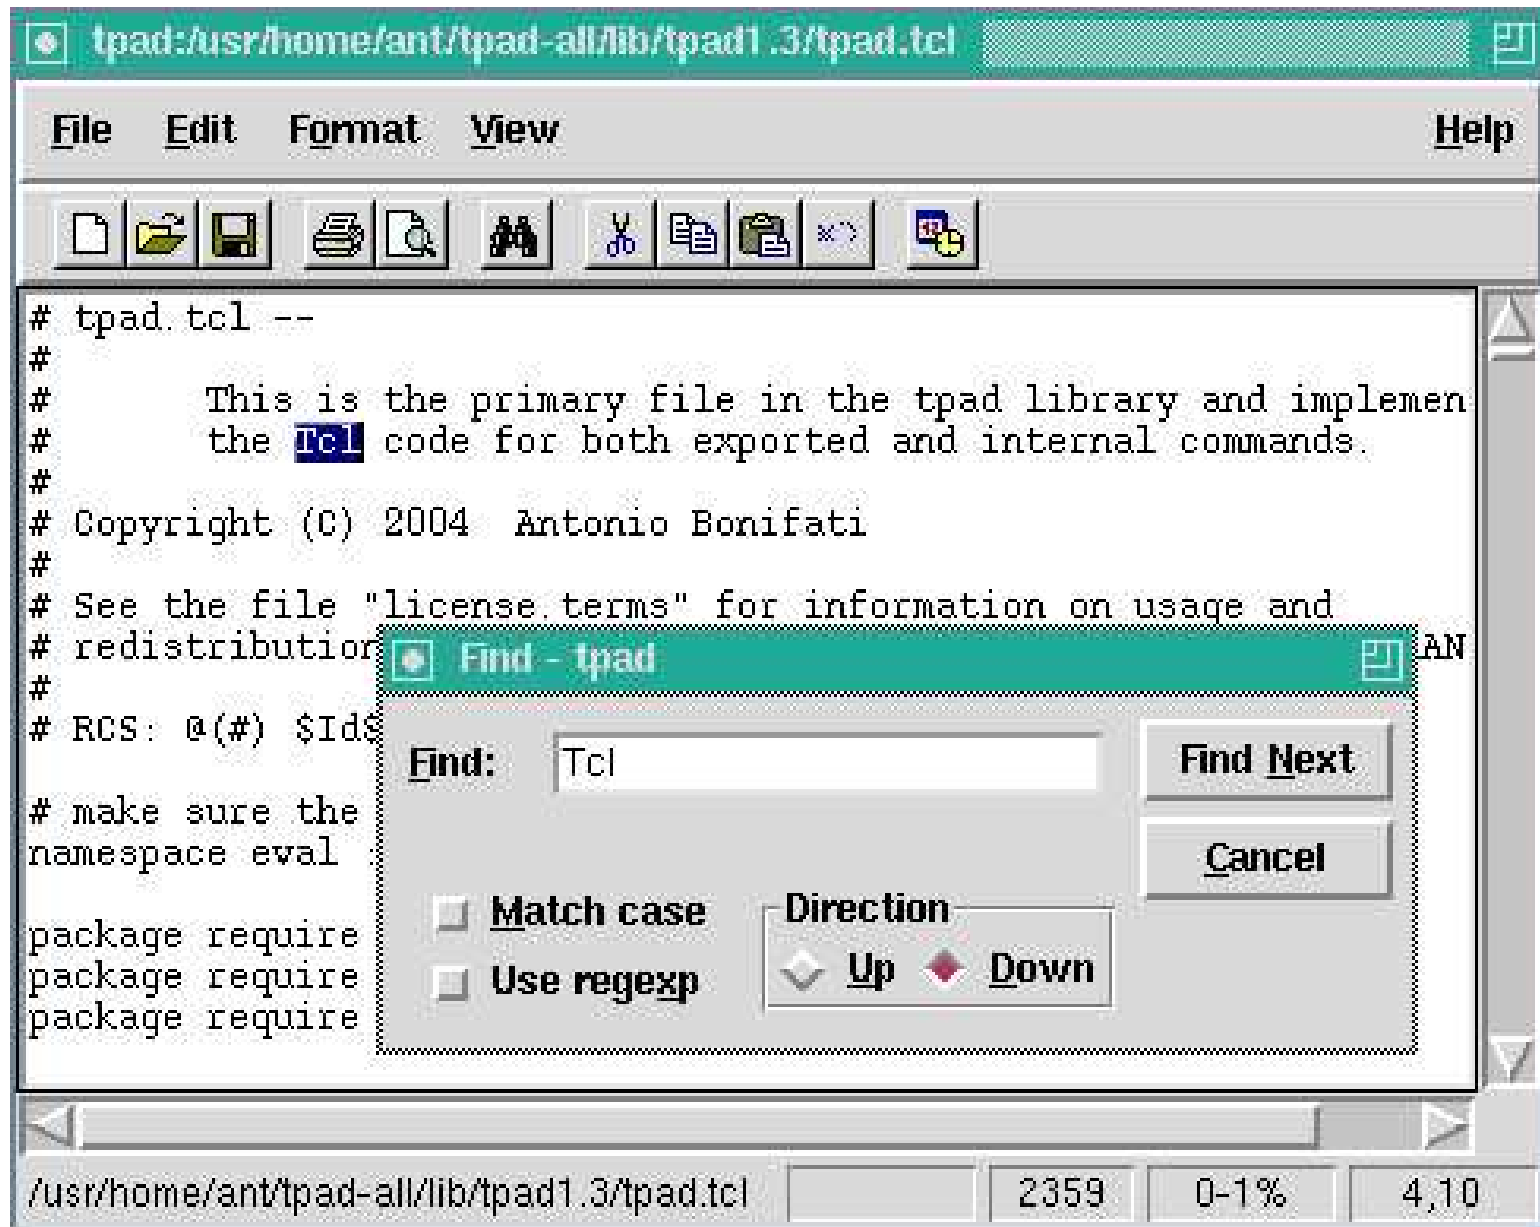 tpad:/usr/home/ant/tpad-all/lib/tpad1.3/tpad.tcl
File Edit Format View Help
# tpad.tcl --
#
# This is the primary file in the tpad library and implemen
# the Tcl code for both exported and internal commands.
#
# Copyright (C) 2004 Antonio Bonifati
#
# See the file "license.terms" for information on usage and
# redistribution AN
#
# RCS: @(#) $Id$
# make sure the
namespace eval
package require
package require
package require
Find - tpad
Find: Tcl
Find Next
Cancel
Match case
Use regexp
Direction
Up Down
/usr/home/ant/tpad-all/lib/tpad1.3/tpad.tcl 2359 0-1% 4,10